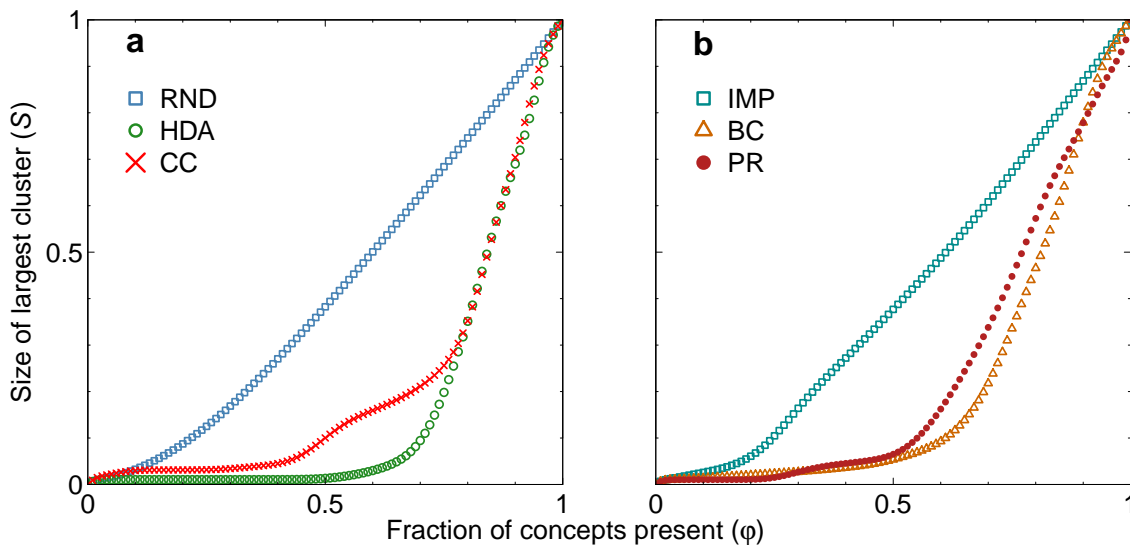 a
RND
HDA
CC
1
0.5
0
0
0.5
1
b
IMP
BC
PR
0
0.5
1
Size of largest cluster (S)
Fraction of concepts present (φ)